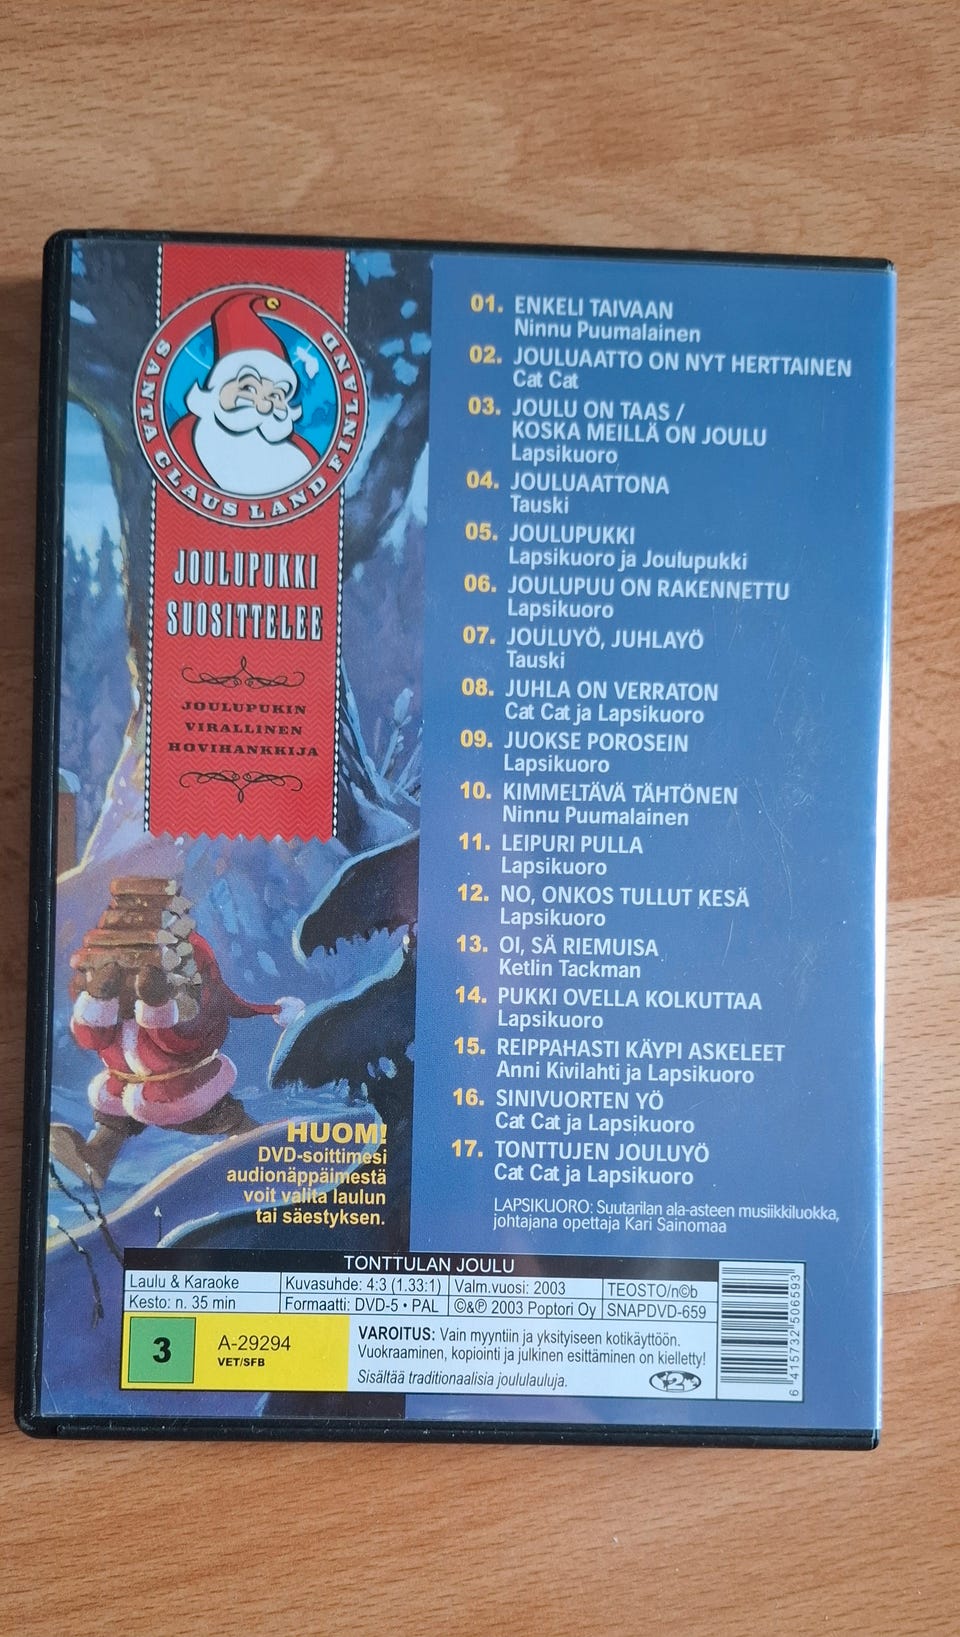 SANTA CLAUS LAND FINLAND
JOULUPUKKI
SUOSITTELEE
JOULUPUKIN
VIRALLINEN
HOVIHANKKIJA
HUOM!
DVD-soittimesi
audionäppäimestä
voit valita laulun
tai säestyksen.
01. ENKELI TAIVAAN
Ninnu Puumalainen
02. JOULUAATTO ON NYT HERTTAINEN
Cat Cat
03. JOULU ON TAAS /
KOSKA MEILLÄ ON JOULU
Lapsikuoro
04. JOULUAATTONA
Tauski
05. JOULUPUKKI
Lapsikuoro ja Joulupukki
06. JOULUPUU ON RAKENNETTU
Lapsikuoro
07. JOULUYÖ, JUHLAYÖ
Tauski
08. JUHLA ON VERRATON
Cat Cat ja Lapsikuoro
09. JUOKSE POROSEIN
Lapsikuoro
10. KIMMELTÄVÄ TÄHTÖNEN
Ninnu Puumalainen
11. LEIPURI PULLA
Lapsikuoro
12. NO, ONKOS TULLUT KESÄ
Lapsikuoro
13. OI, SÄ RIEMUISA
Ketlin Tackman
14. PUKKI OVELLA KOLKUTTAA
Lapsikuoro
15. REIPPAHASTI KÄYPI ASKELEET
Anni Kivilahti ja Lapsikuoro
16. SINIVUORTEN YÖ
Cat Cat ja Lapsikuoro
17. TONTTUJEN JOULUYÖ
Cat Cat ja Lapsikuoro
LAPSIKUORO: Suutarilan ala-asteen musiikkiluokka,
johtajana opettaja Kari Sainomaa
TONTTULAN JOULU
Laulu & Karaoke Kuvasuhde: 4:3 (1.33:1) Valm.vuosi: 2003 TEOSTO/n©b
Kesto: n. 35 min Formaatti: DVD-5 • PAL ©&℗ 2003 Poptori Oy SNAPDVD-659
3
A-29294
VET/SFB
VAROITUS: Vain myyntiin ja yksityiseen kotikäyttöön.
Vuokraaminen, kopiointi ja julkinen esittäminen on kielletty!
Sisältää traditionaalisia joululauluja.
2
6 415732 506593